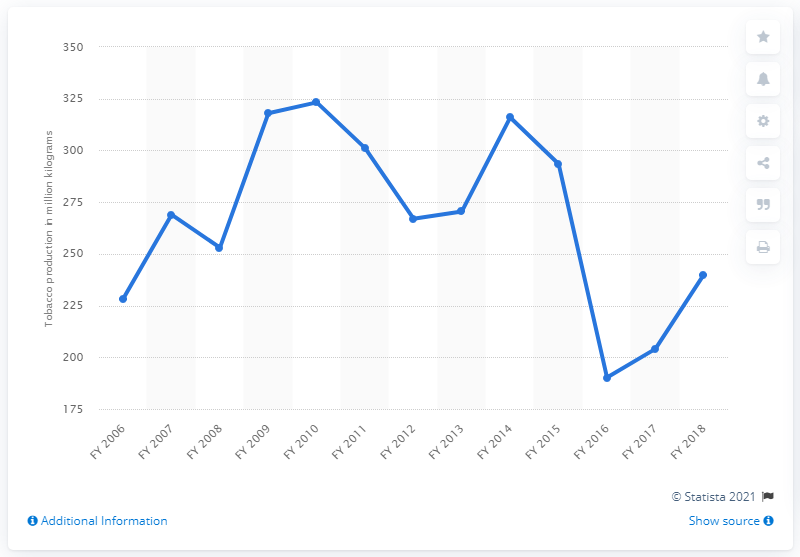 350
325
300
275
250
225
200
175
Tobacco production in million kilograms
FY 2006
FY 2007
FY 2008
FY 2009
FY 2010
FY 2011
FY 2012
FY 2013
FY 2014
FY 2015
FY 2016
FY 2017
FY 2018
© Statista 2021
Additional Information
Show source